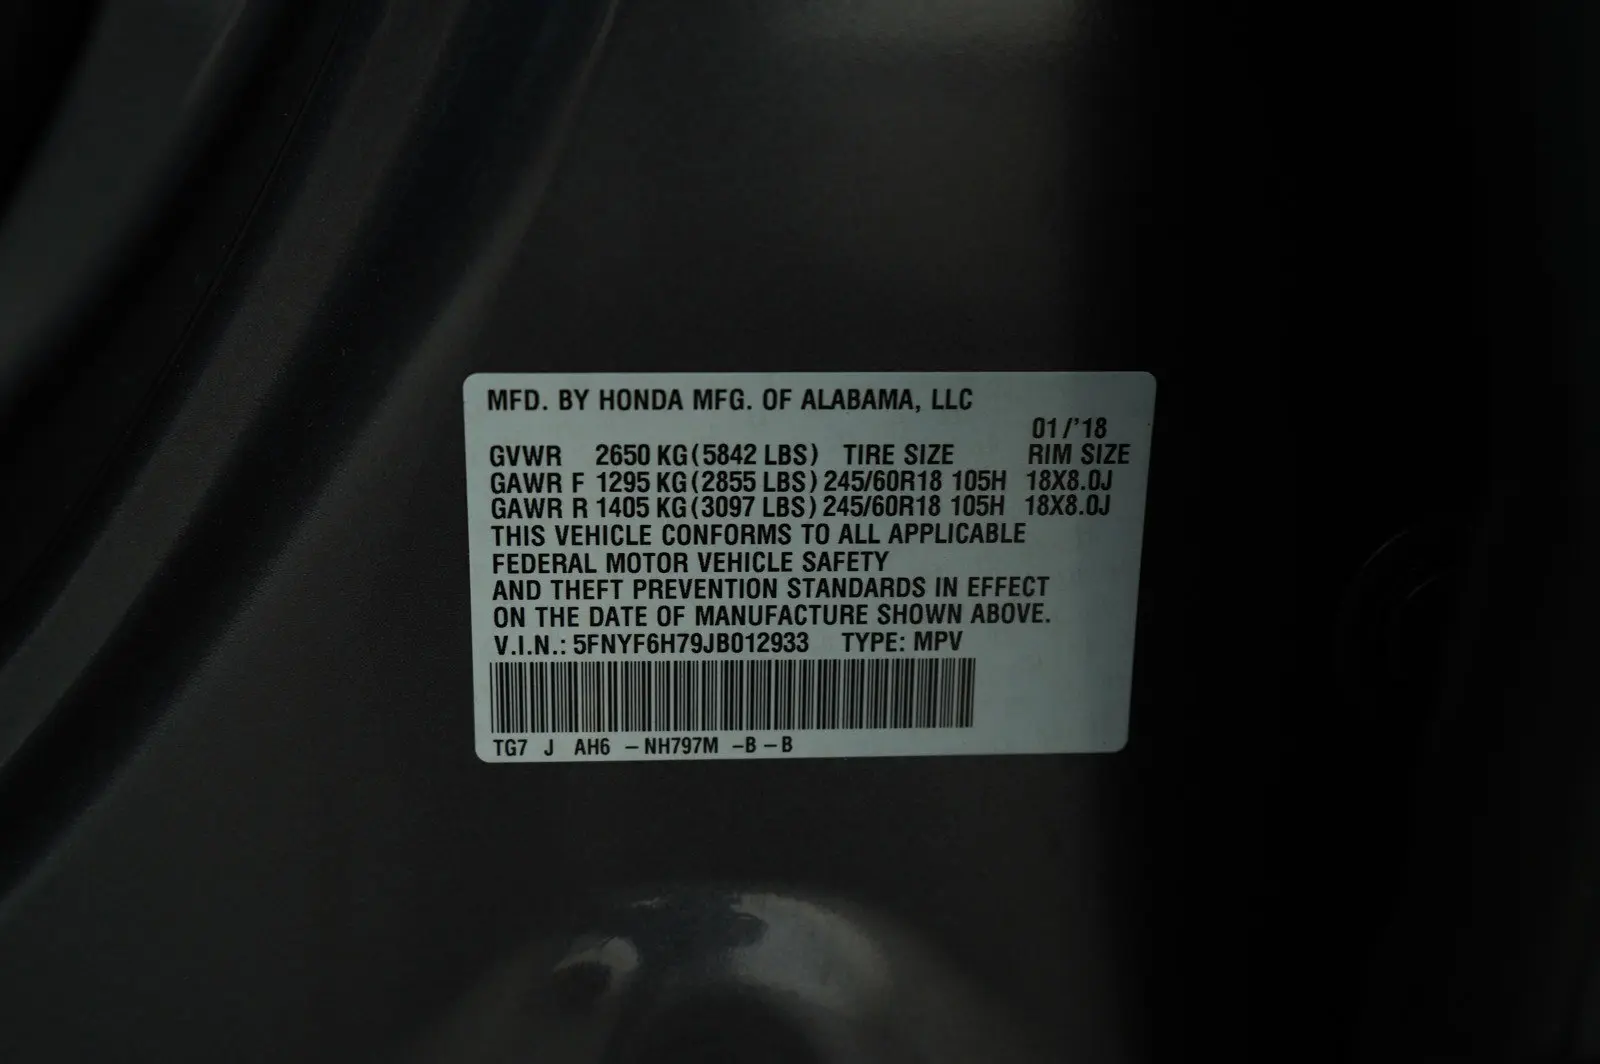 MFD. BY HONDA MFG. OF ALABAMA, LLC
01/'18
GVWR 2650 KG (5842 LBS) TIRE SIZE RIM SIZE
GAWR F 1295 KG (2855 LBS) 245/60R18 105H 18X8.0J
GAWR R 1405 KG (3097 LBS) 245/60R18 105H 18X8.0J
THIS VEHICLE CONFORMS TO ALL APPLICABLE
FEDERAL MOTOR VEHICLE SAFETY
AND THEFT PREVENTION STANDARDS IN EFFECT
ON THE DATE OF MANUFACTURE SHOWN ABOVE.
V.I.N.: 5FNYF6H79JB012933 TYPE: MPV
TG7 J AH6 – NH797M – B – B